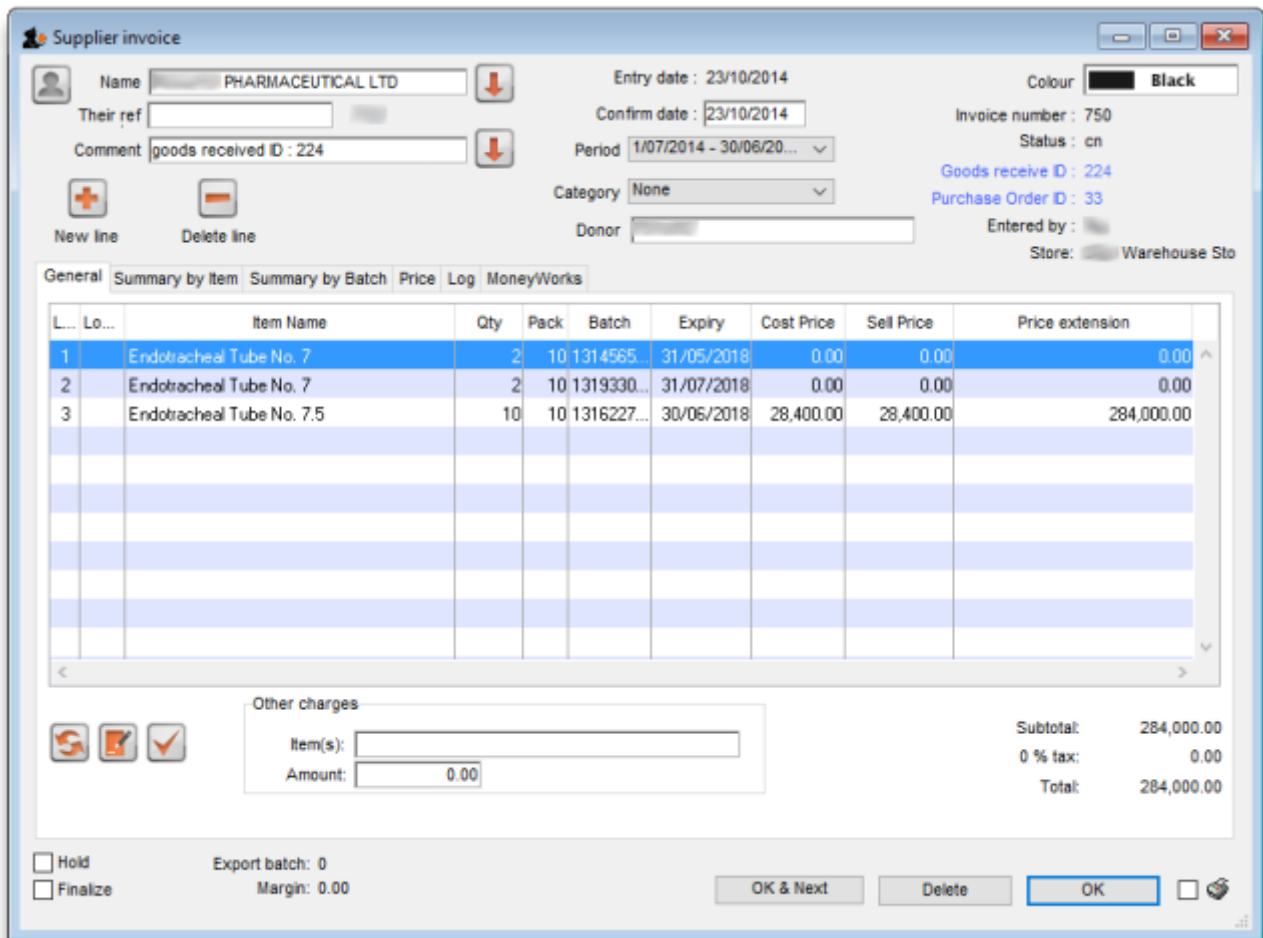 Supplier invoice
Name PHARMACEUTICAL LTD
Their ref
Comment goods received ID : 224
New line
Delete line
Entry date : 23/10/2014
Confirm date : 23/10/2014
Period 1/07/2014 - 30/06/20...
Category None
Donor
Colour Black
Invoice number : 750
Status : cn
Goods receive ID : 224
Purchase Order ID : 33
Entered by :
Store: Warehouse Sto
General Summary by Item Summary by Batch Price Log MoneyWorks
L... Lo... Item Name Qty Pack Batch Expiry Cost Price Sell Price Price extension
1 Endotracheal Tube No. 7 2 10 1314565... 31/05/2018 0.00 0.00 0.00
2 Endotracheal Tube No. 7 2 10 1319330... 31/07/2018 0.00 0.00 0.00
3 Endotracheal Tube No. 7.5 10 10 1316227... 30/06/2018 28,400.00 28,400.00 284,000.00
Other charges
Item(s):
Amount: 0.00
Subtotal: 284,000.00
0 % tax: 0.00
Total: 284,000.00
Hold
Finalize
Export batch: 0
Margin: 0.00
OK & Next
Delete
OK